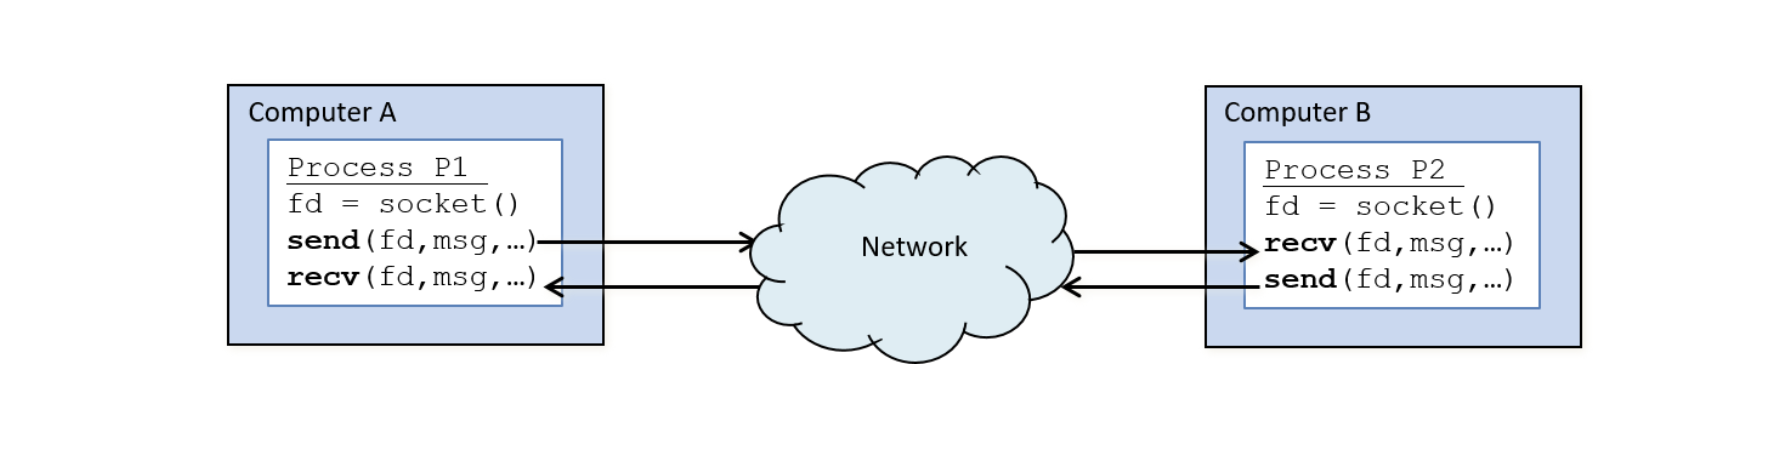 Computer A
Process P1
fd = socket()
send(fd,msg,…)
recv(fd,msg,…)
Network
Computer B
Process P2
fd = socket()
recv(fd,msg,…)
send(fd,msg,…)